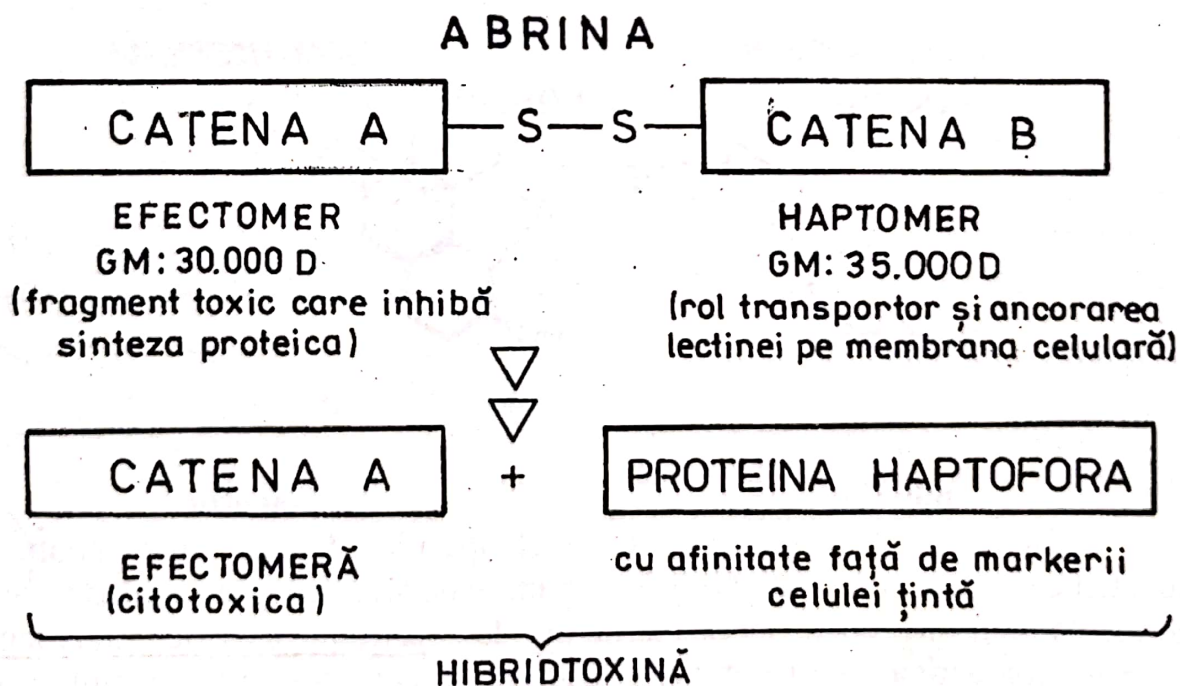 ABRINA
CATENA A —S—S— CATENA B
EFECTOMER
GM: 30.000 D
(fragment toxic care inhibă
sinteza proteica)
HAPTOMER
GM: 35.000D
(rol transportor și ancorarea
lectinei pe membrana celulară)
CATENA A + PROTEINA HAPTOFORA
EFECTOMERĂ
(citotoxica)
cu afinitate față de markerii
celulei țintă
HIBRIDTOXINĂ